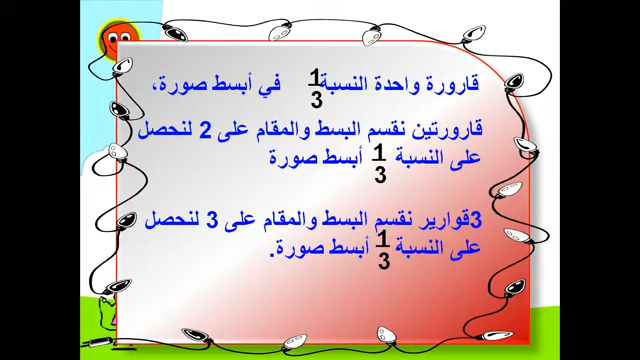 قارورة واحدة النسبة 1/3 في أبسط صورة،
قارورتين نقسم البسط والمقام على 2 لنحصل
على النسبة 1/3 أبسط صورة
3قوارير نقسم البسط والمقام على 3 لنحصل
على النسبة 1/3 أبسط صورة.